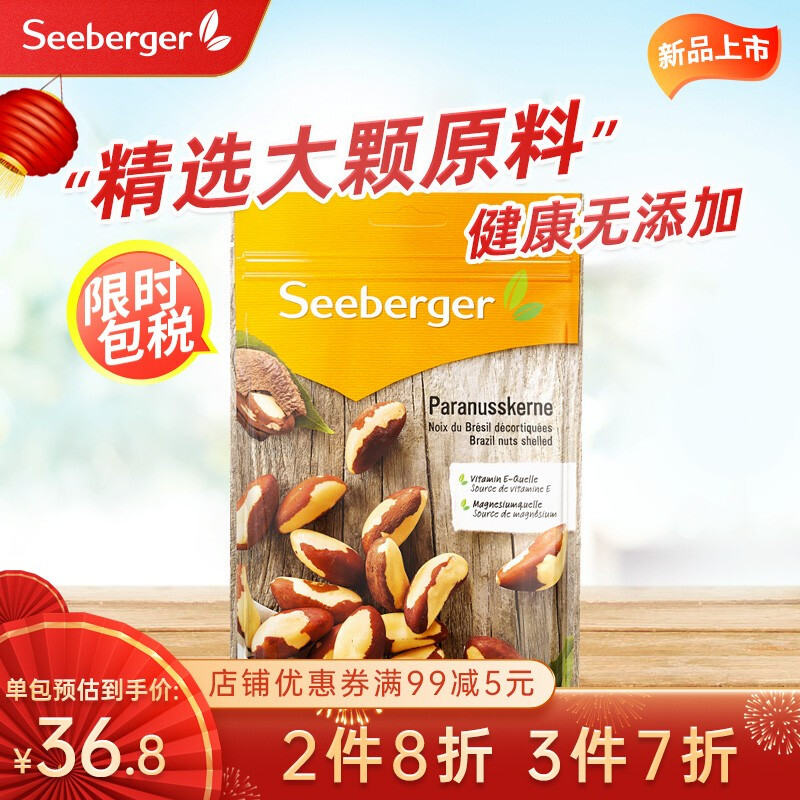 Seeberger
新品上市
“精选大颗原料”
健康无添加
限时
包税
Seeberger
Paranusskerne
Noix du Brésil décortiquées
Brazil nuts shelled
Vitamin E-Quelle
Source de vitamine E
Magnesiumquelle
Source de magnésium
单包预估到手价:
¥36.8
店铺优惠券满99减5元
2件8折 3件7折